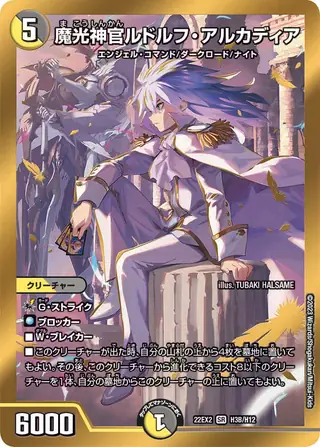 5
まこうしんかん
魔光神官ルドルフ・アルカディア
エンジェル・コマンド/ダークロード/ナイト
illus. TUBAKI HALSAME
クリーチャー
G・ストライク
ブロッカー
W・ブレイカー
■このクリーチャーが出た時、自分の山札の上から4枚を墓地に置いて
もよい。その後、このクリーチャーから進化できるコスト8以下のクリーチ
ャーを1体、自分の墓地からこのクリーチャーの上に置いてもよい。
©2023 Wizards/Shogakukan/Mitsui-Kids
6000
1
22EX2 SR H3B/H12